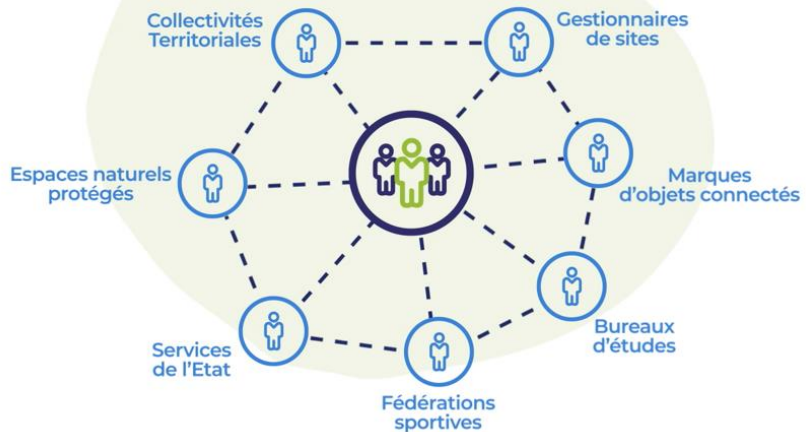 Collectivités
Territoriales
Gestionnaires
de sites
Espaces naturels
protégés
Marques
d'objets connectés
Services
de l'Etat
Bureaux
d'études
Fédérations
sportives